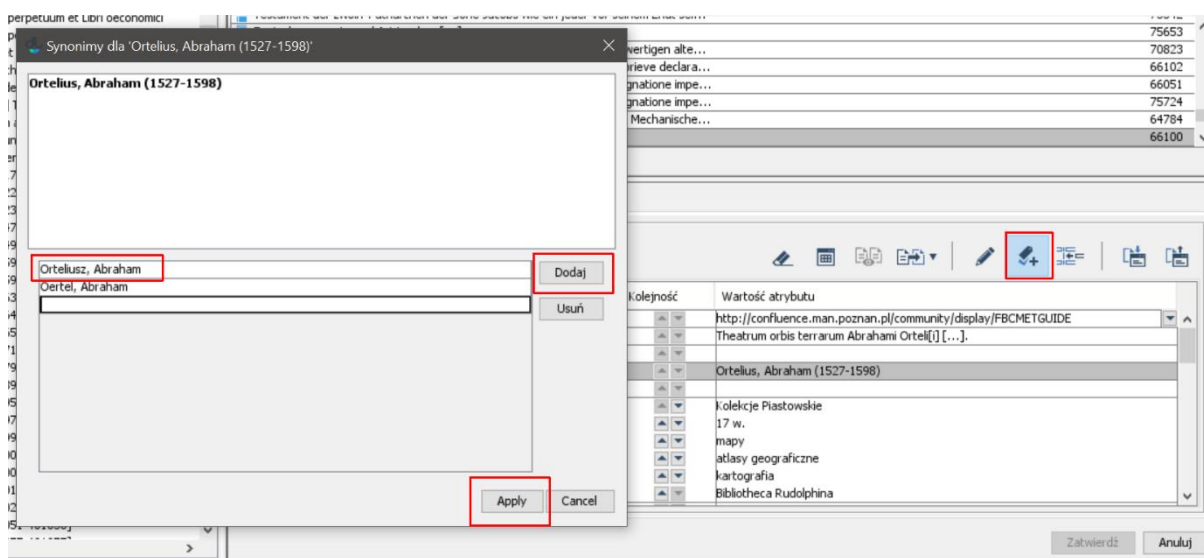 perpetuum et Libri oeconomici
75653
Synonimy dla 'Ortelius, Abraham (1527-1598)'
wertigen alte...
70823
rieve declara...
66102
Ortelius, Abraham (1527-1598)
gnatione impe...
66051
gnatione impe...
75724
Mechanische...
64784
66100
Orteliusz, Abraham
Dodaj
Oertel, Abraham
Usuń
Kolejność
Wartość atrybutu
http://confluence.man.poznan.pl/community/display/FBCMETGUIDE
Theatrum orbis terrarum Abrahami Orteli[i] [...].
Ortelius, Abraham (1527-1598)
Kolekcje Piastowskie
17 w.
mapy
atlasy geograficzne
kartografia
Bibliotheca Rudolphina
Apply
Cancel
Zatwierdź
Anuluj